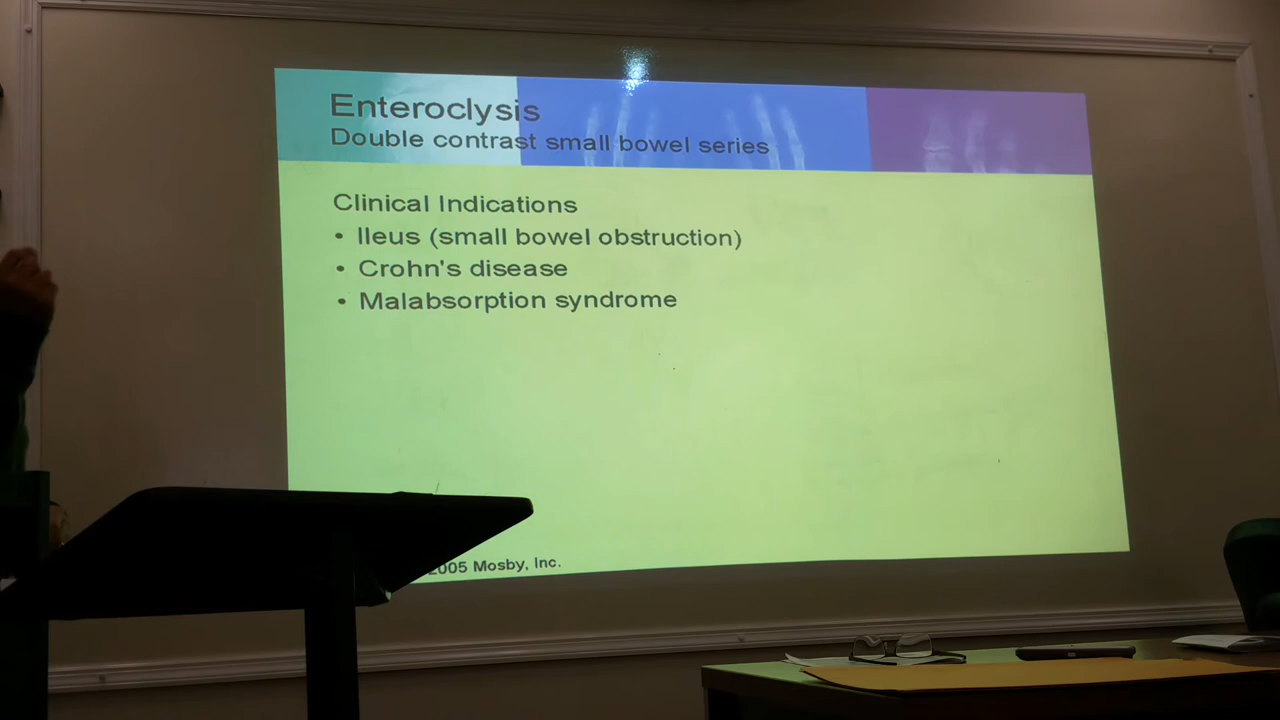 Enteroclysis
Double contrast small bowel series
Clinical Indications
• Ileus (small bowel obstruction)
• Crohn's disease
• Malabsorption syndrome
2005 Mosby, Inc.